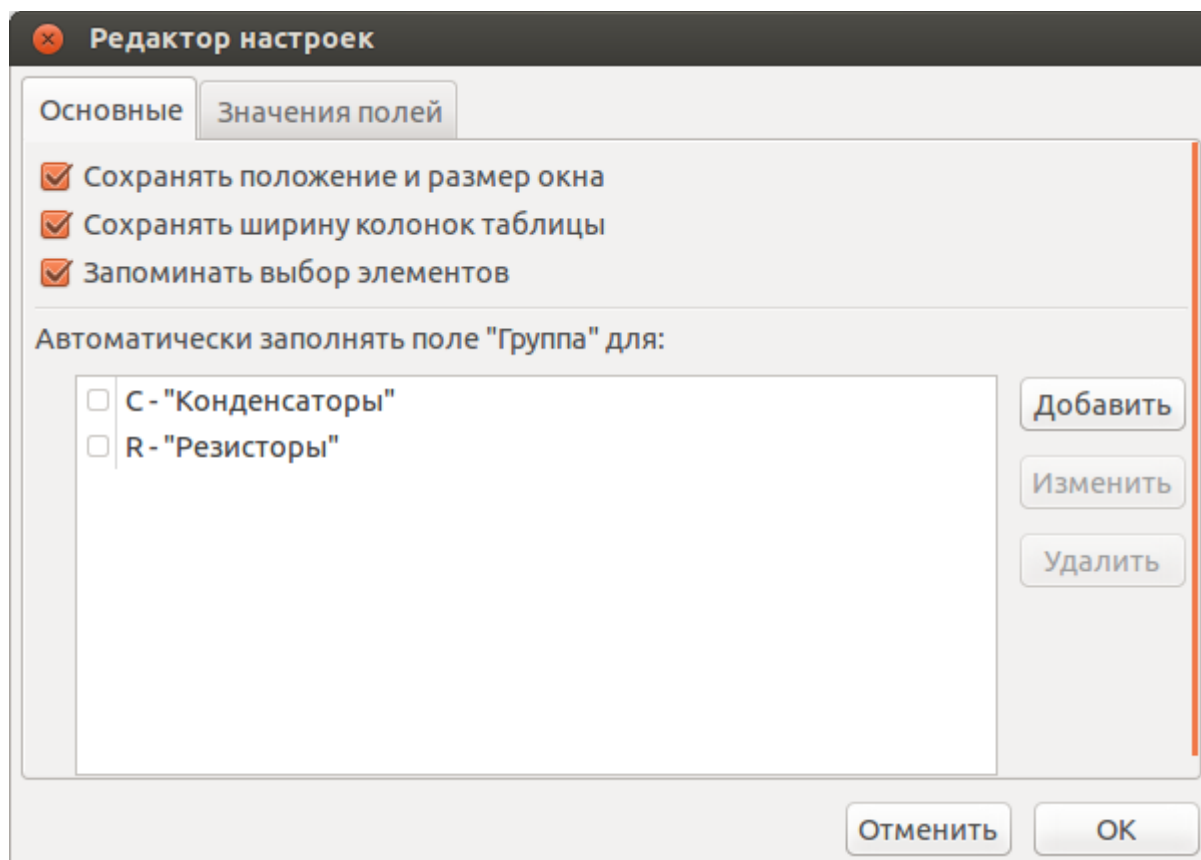 Редактор настроек
Основные
Значения полей
Сохранять положение и размер окна
Сохранять ширину колонок таблицы
Запоминать выбор элементов
Автоматически заполнять поле "Группа" для:
C - "Конденсаторы"
R - "Резисторы"
Добавить
Изменить
Удалить
Отменить
OK